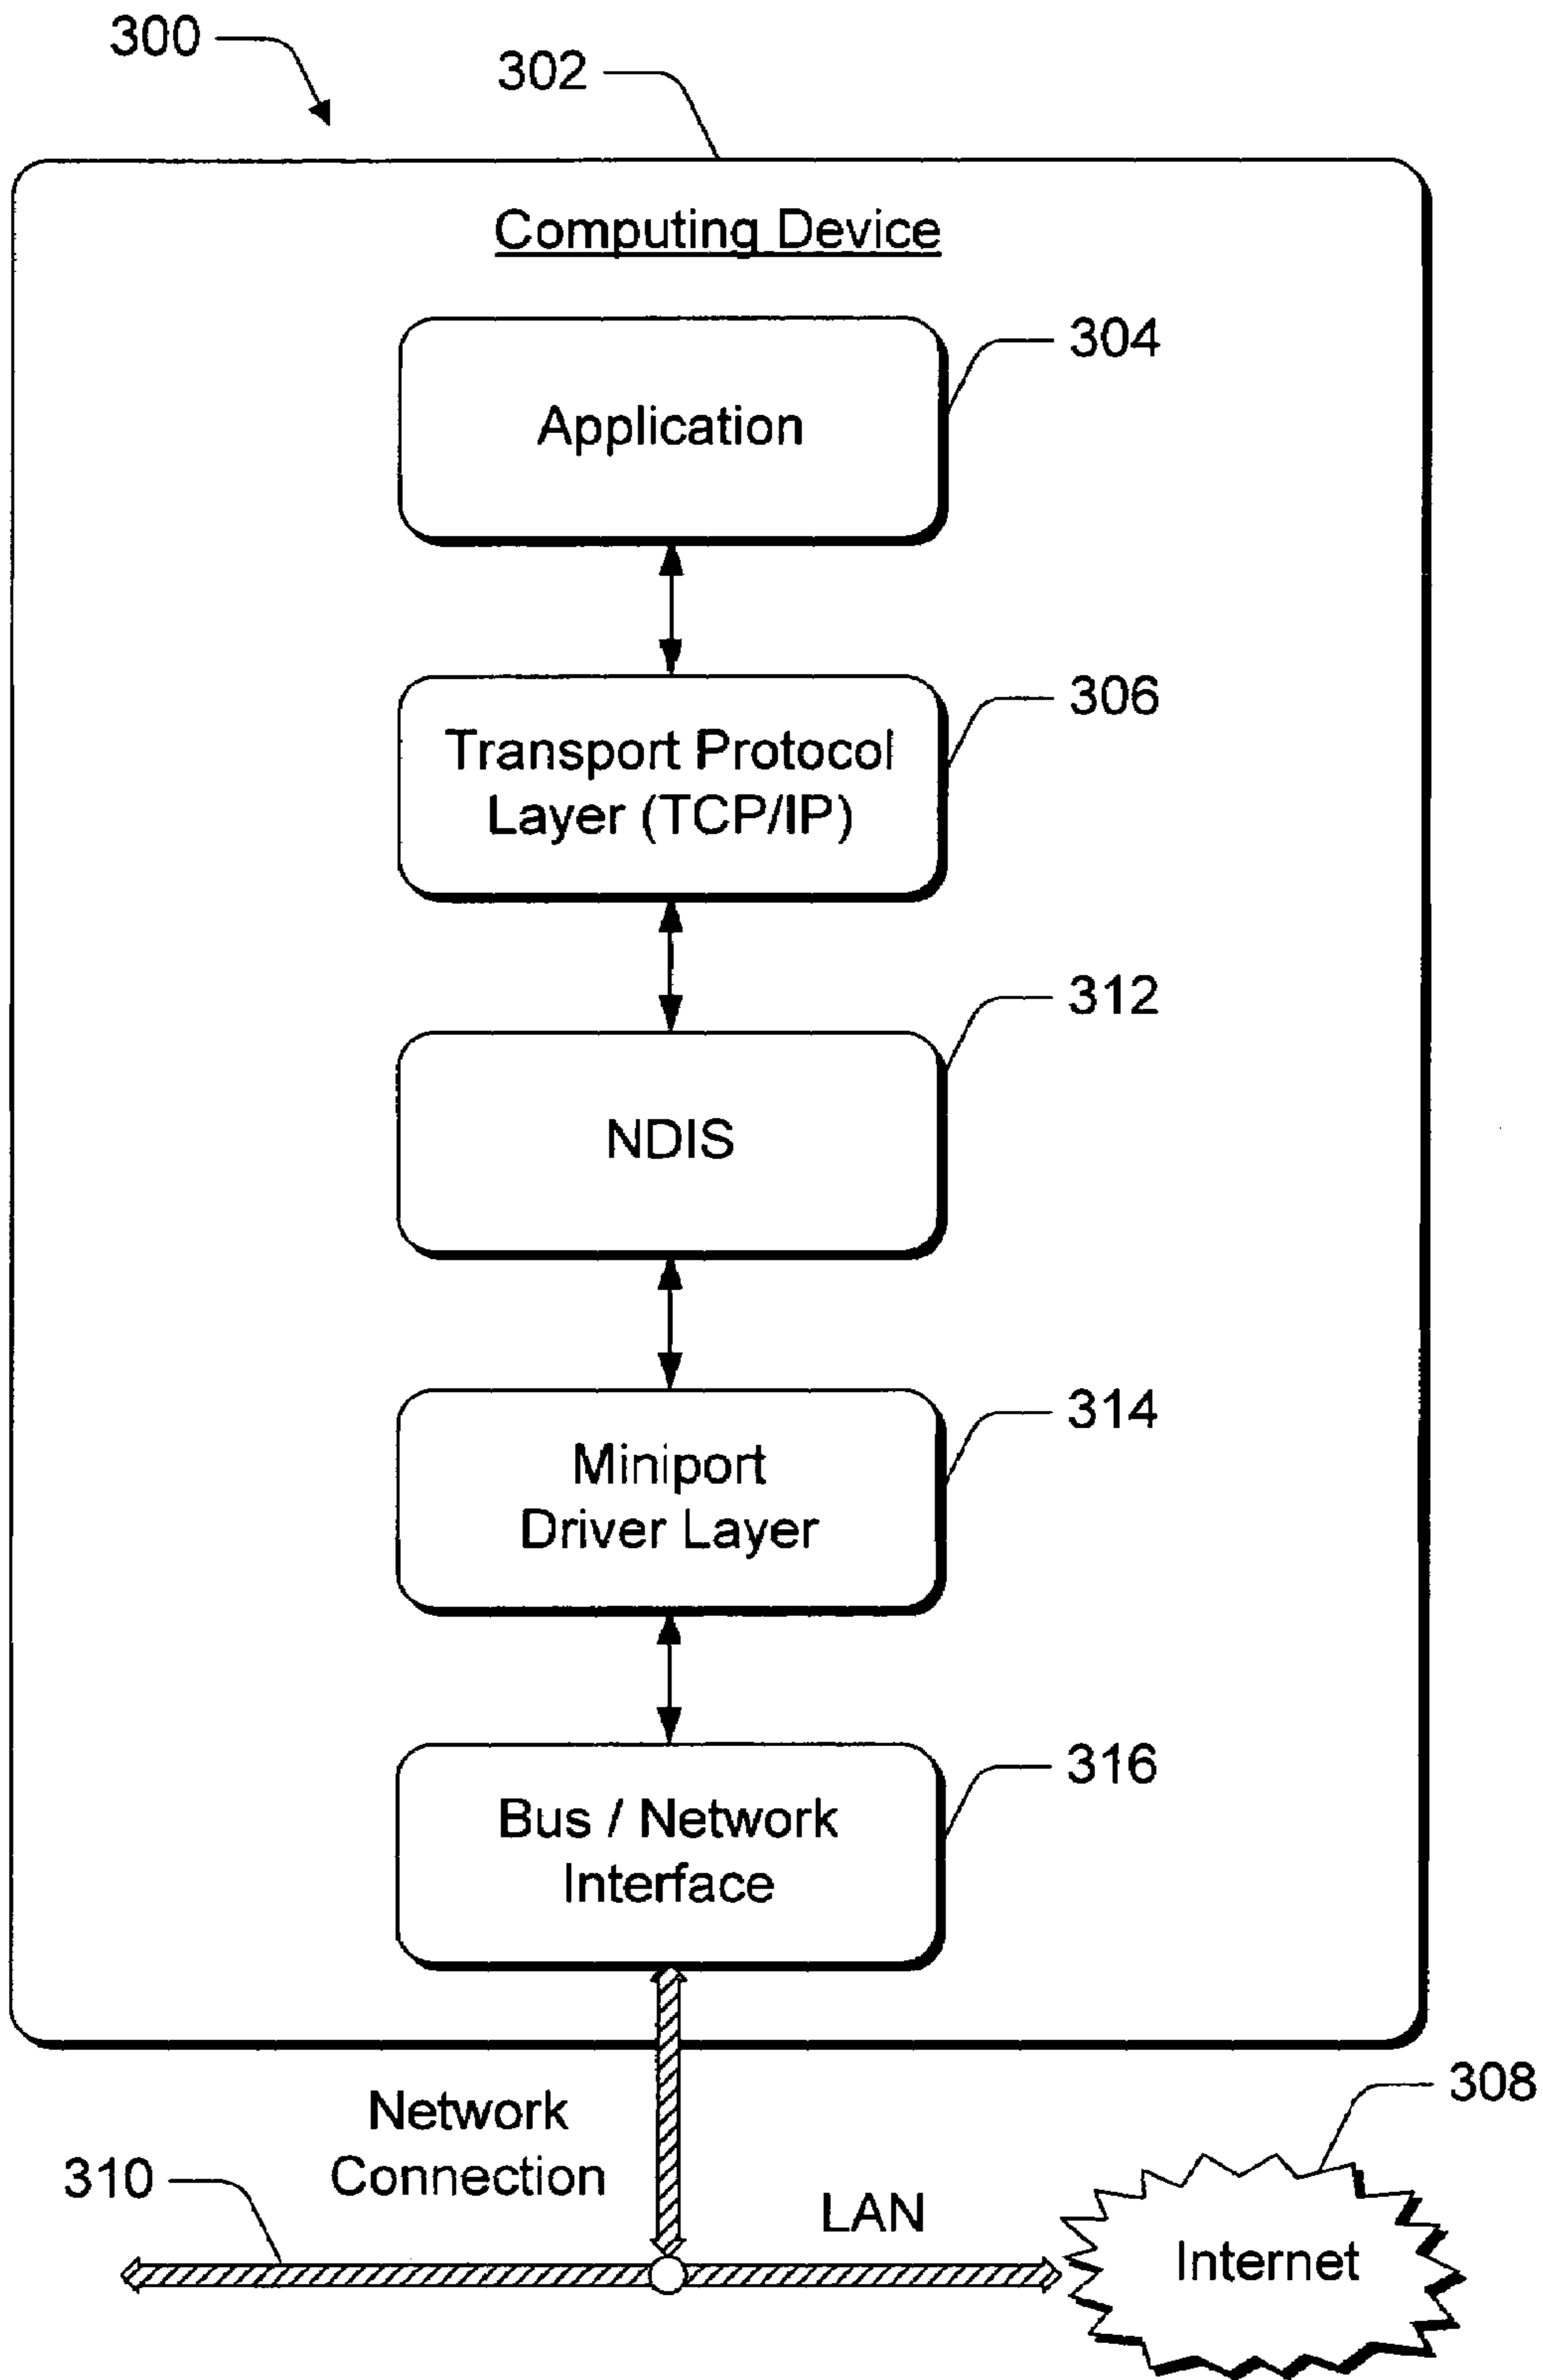 300
302
Computing Device
304
Application
306
Transport Protocol
Layer (TCP/IP)
312
NDIS
314
Miniport
Driver Layer
316
Bus / Network
Interface
308
Network
Connection
310
LAN
Internet